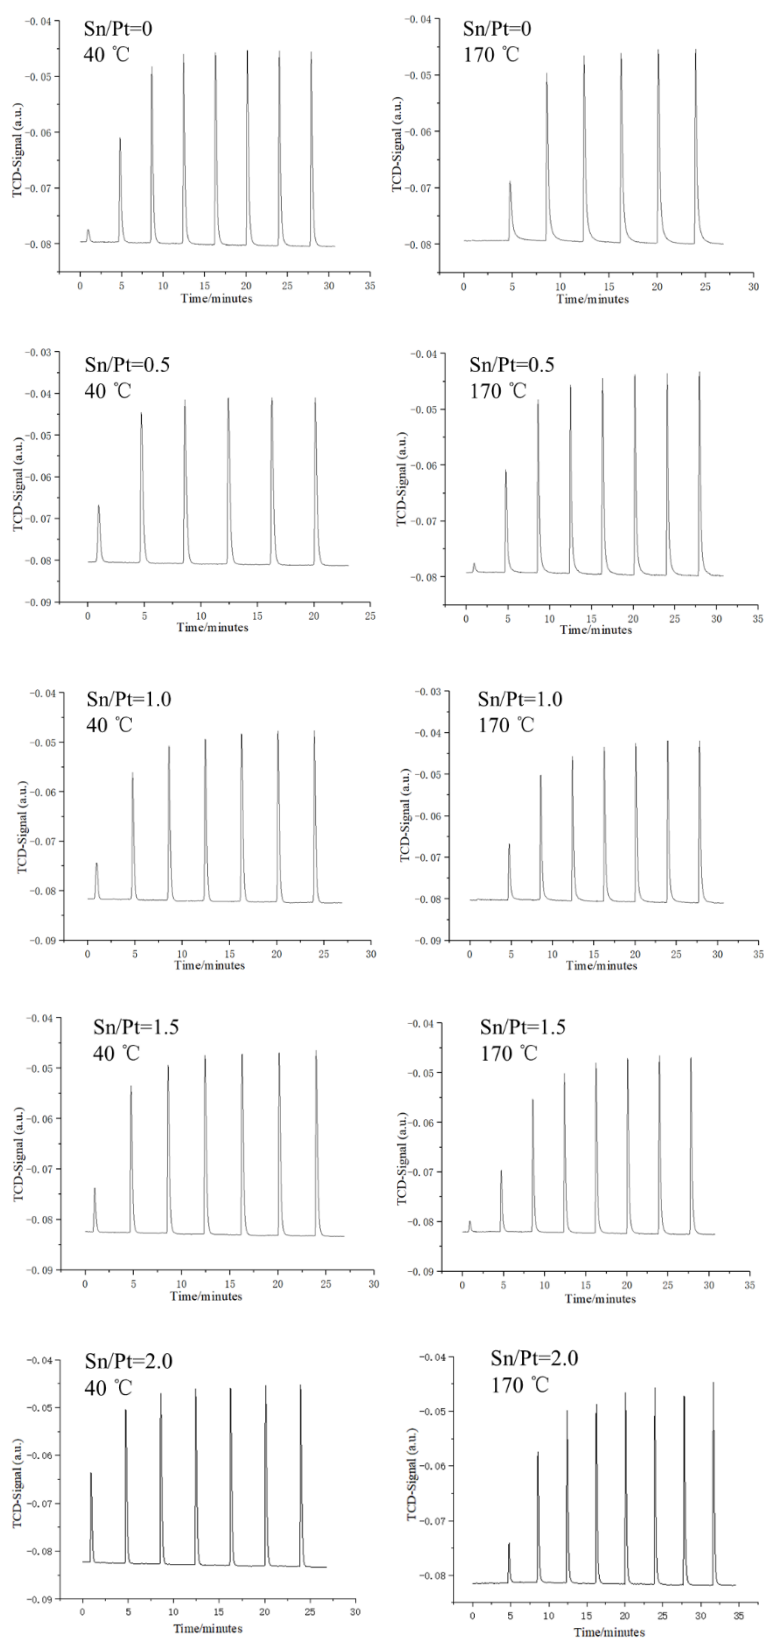 Sn/Pt=0
40 ℃
TCD-Signal (a.u.)
-0.04
-0.05
-0.06
-0.07
-0.08
0 5 10 15 20 25 30 35
Time/minutes
Sn/Pt=0
170 ℃
TCD-Signal (a.u.)
-0.04
-0.05
-0.06
-0.07
-0.08
0 5 10 15 20 25 30
Time/minutes
Sn/Pt=0.5
40 ℃
TCD-Signal (a.u.)
-0.03
-0.04
-0.05
-0.06
-0.07
-0.08
-0.09
0 5 10 15 20 25
Time/minutes
Sn/Pt=0.5
170 ℃
TCD-Signal (a.u.)
-0.04
-0.05
-0.06
-0.07
-0.08
0 5 10 15 20 25 30 35
Time/minutes
Sn/Pt=1.0
40 ℃
TCD-Signal (a.u.)
-0.04
-0.05
-0.06
-0.07
-0.08
-0.09
0 5 10 15 20 25 30
Time/minutes
Sn/Pt=1.0
170 ℃
TCD-Signal (a.u.)
-0.03
-0.04
-0.05
-0.06
-0.07
-0.08
-0.09
0 5 10 15 20 25 30 35
Time/minutes
Sn/Pt=1.5
40 ℃
TCD-Signal (a.u.)
-0.04
-0.05
-0.06
-0.07
-0.08
-0.09
0 5 10 15 20 25 30
Time/minutes
Sn/Pt=1.5
170 ℃
TCD-Signal (a.u.)
-0.04
-0.05
-0.06
-0.07
-0.08
-0.09
0 5 10 15 20 25 30 35
Time/minutes
Sn/Pt=2.0
40 ℃
TCD-Signal (a.u.)
-0.04
-0.05
-0.06
-0.07
-0.08
-0.09
0 5 10 15 20 25 30
Time/minutes
Sn/Pt=2.0
170 ℃
TCD-Signal (a.u.)
-0.04
-0.05
-0.06
-0.07
-0.08
0 5 10 15 20 25 30 35
Time/minutes